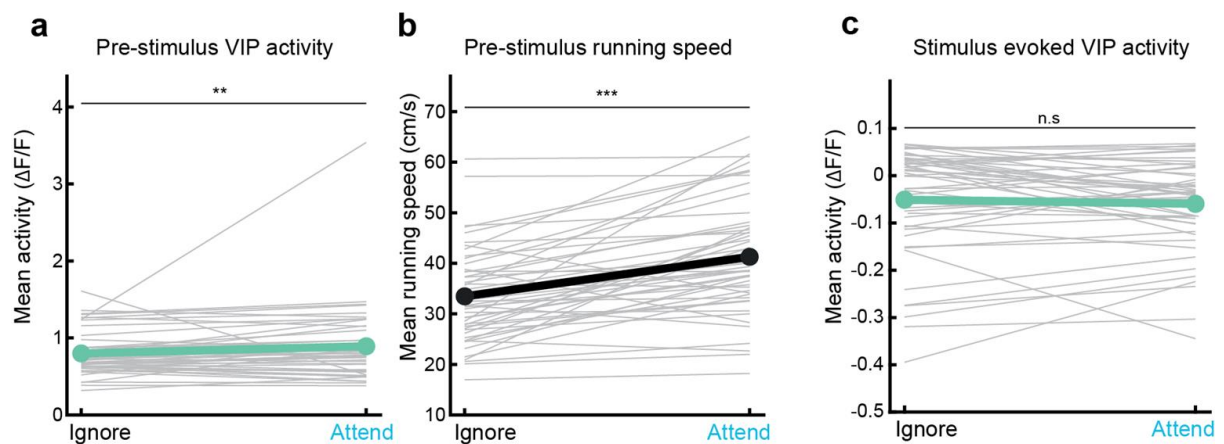 a
Pre-stimulus VIP activity
Mean activity (ΔF/F)
4
3
2
1
0
**
Ignore
Attend
b
Pre-stimulus running speed
Mean running speed (cm/s)
70
60
50
40
30
20
10
***
Ignore
Attend
c
Stimulus evoked VIP activity
Mean activity (ΔF/F)
0.1
0
-0.1
-0.2
-0.3
-0.4
-0.5
n.s
Ignore
Attend